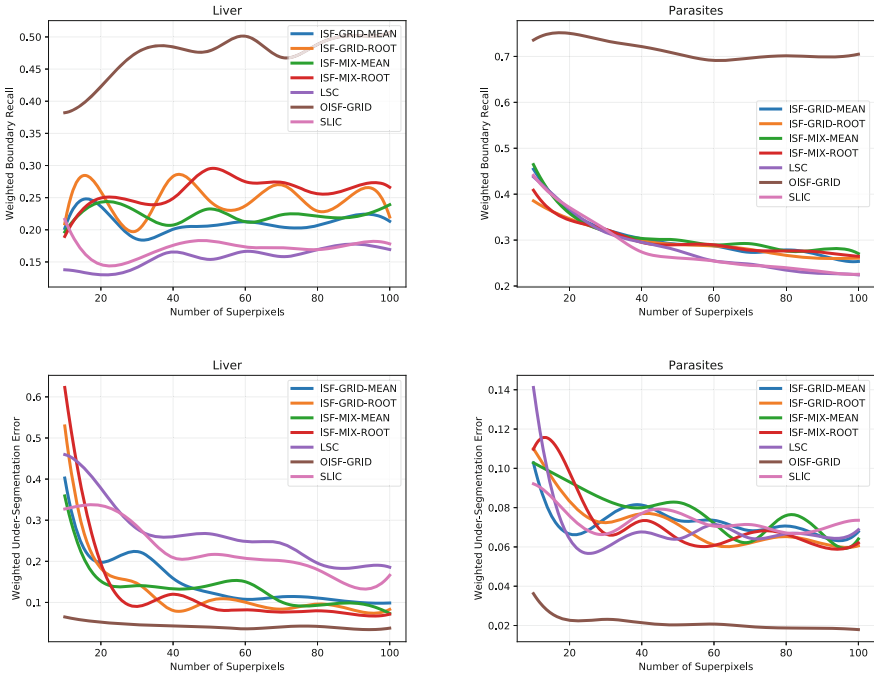 Liver
Weighted Boundary Recall
0.50
0.45
0.40
0.35
0.30
0.25
0.20
0.15
ISF-GRID-MEAN
ISF-GRID-ROOT
ISF-MIX-MEAN
ISF-MIX-ROOT
LSC
OISF-GRID
SLIC
20 40 60 80 100
Number of Superpixels
Parasites
Weighted Boundary Recall
0.7
0.6
0.5
0.4
0.3
0.2
ISF-GRID-MEAN
ISF-GRID-ROOT
ISF-MIX-MEAN
ISF-MIX-ROOT
LSC
OISF-GRID
SLIC
20 40 60 80 100
Number of Superpixels
Liver
Weighted Under-Segmentation Error
0.6
0.5
0.4
0.3
0.2
0.1
ISF-GRID-MEAN
ISF-GRID-ROOT
ISF-MIX-MEAN
ISF-MIX-ROOT
LSC
OISF-GRID
SLIC
20 40 60 80 100
Number of Superpixels
Parasites
Weighted Under-Segmentation Error
0.14
0.12
0.10
0.08
0.06
0.04
0.02
ISF-GRID-MEAN
ISF-GRID-ROOT
ISF-MIX-MEAN
ISF-MIX-ROOT
LSC
OISF-GRID
SLIC
20 40 60 80 100
Number of Superpixels